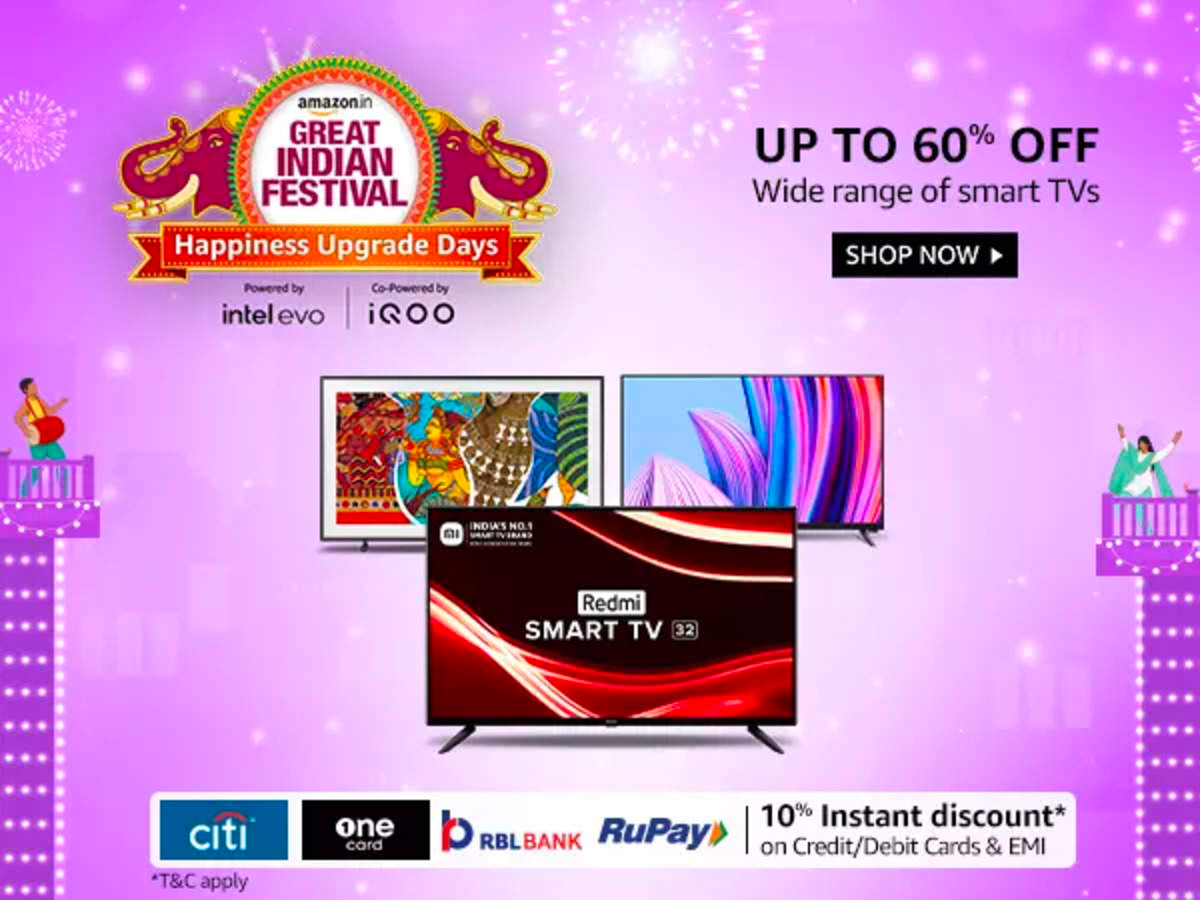 amazon.in
GREAT
INDIAN
FESTIVAL
Happiness Upgrade Days
Powered by
intel evo
Co-Powered by
iQOO
UP TO 60% OFF
Wide range of smart TVs
SHOP NOW
mi
INDIA'S NO.1
SMART TV BRAND
Redmi
SMART TV 32
citi
one
card
RBLBANK
RuPay
10% Instant discount*
on Credit/Debit Cards & EMI
*T&C apply